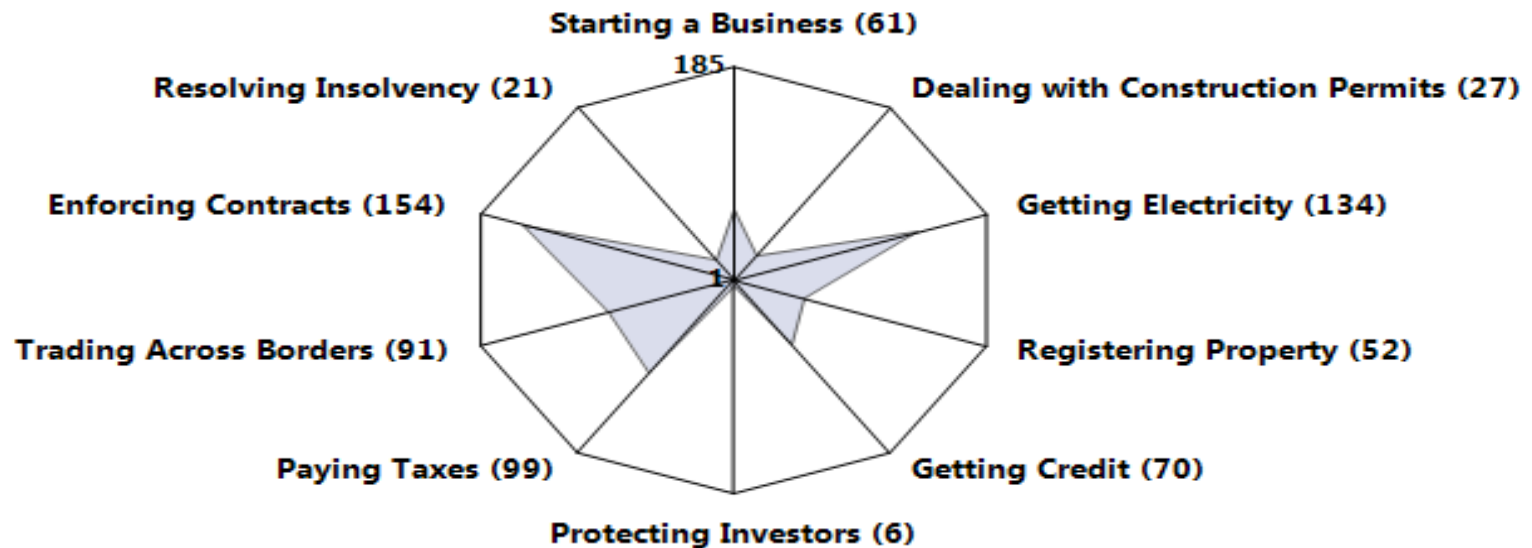 Starting a Business (61)
185
Resolving Insolvency (21)
Dealing with Construction Permits (27)
Enforcing Contracts (154)
Getting Electricity (134)
1
Trading Across Borders (91)
Registering Property (52)
Paying Taxes (99)
Getting Credit (70)
Protecting Investors (6)